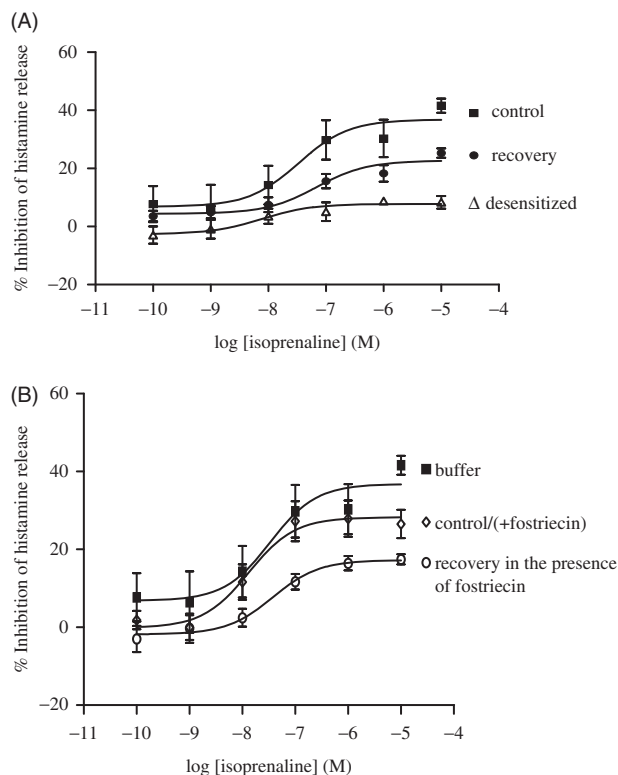 (A)
60
40
20
0
−20
% Inhibition of histamine release
control
recovery
Δ desensitized
−11 −10 −9 −8 −7 −6 −5 −4
log [isoprenaline] (M)
(B)
60
40
20
0
−20
% Inhibition of histamine release
buffer
control/(+fostriecin)
recovery in the presence
of fostriecin
−11 −10 −9 −8 −7 −6 −5 −4 −3
log [isoprenaline] (M)